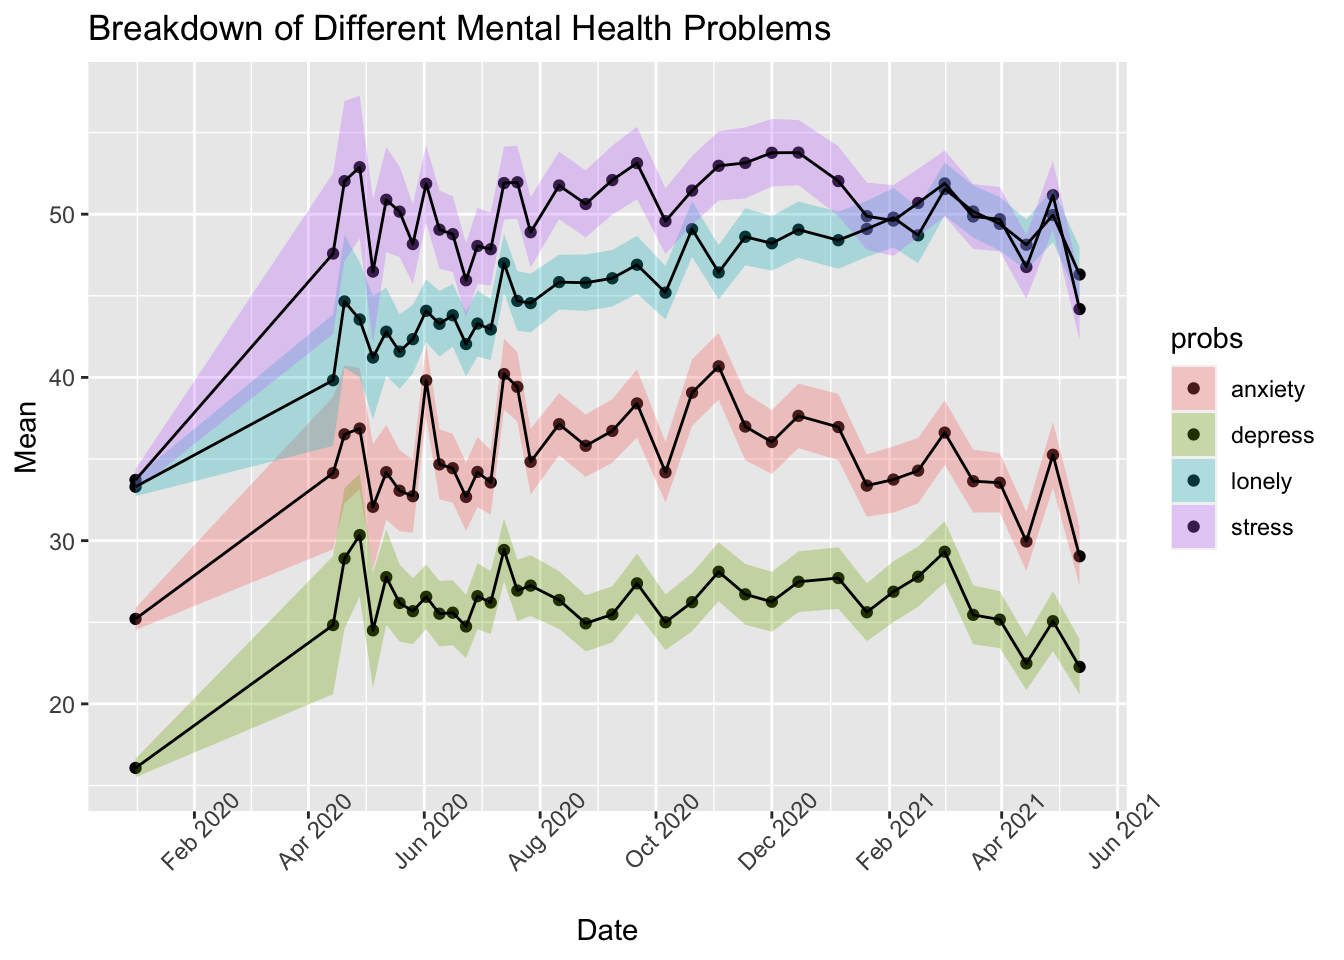 Breakdown of Different Mental Health Problems
Mean
50
40
30
20
Feb 2020
Apr 2020
Jun 2020
Aug 2020
Oct 2020
Dec 2020
Feb 2021
Apr 2021
Jun 2021
Date
probs
anxiety
depress
lonely
stress